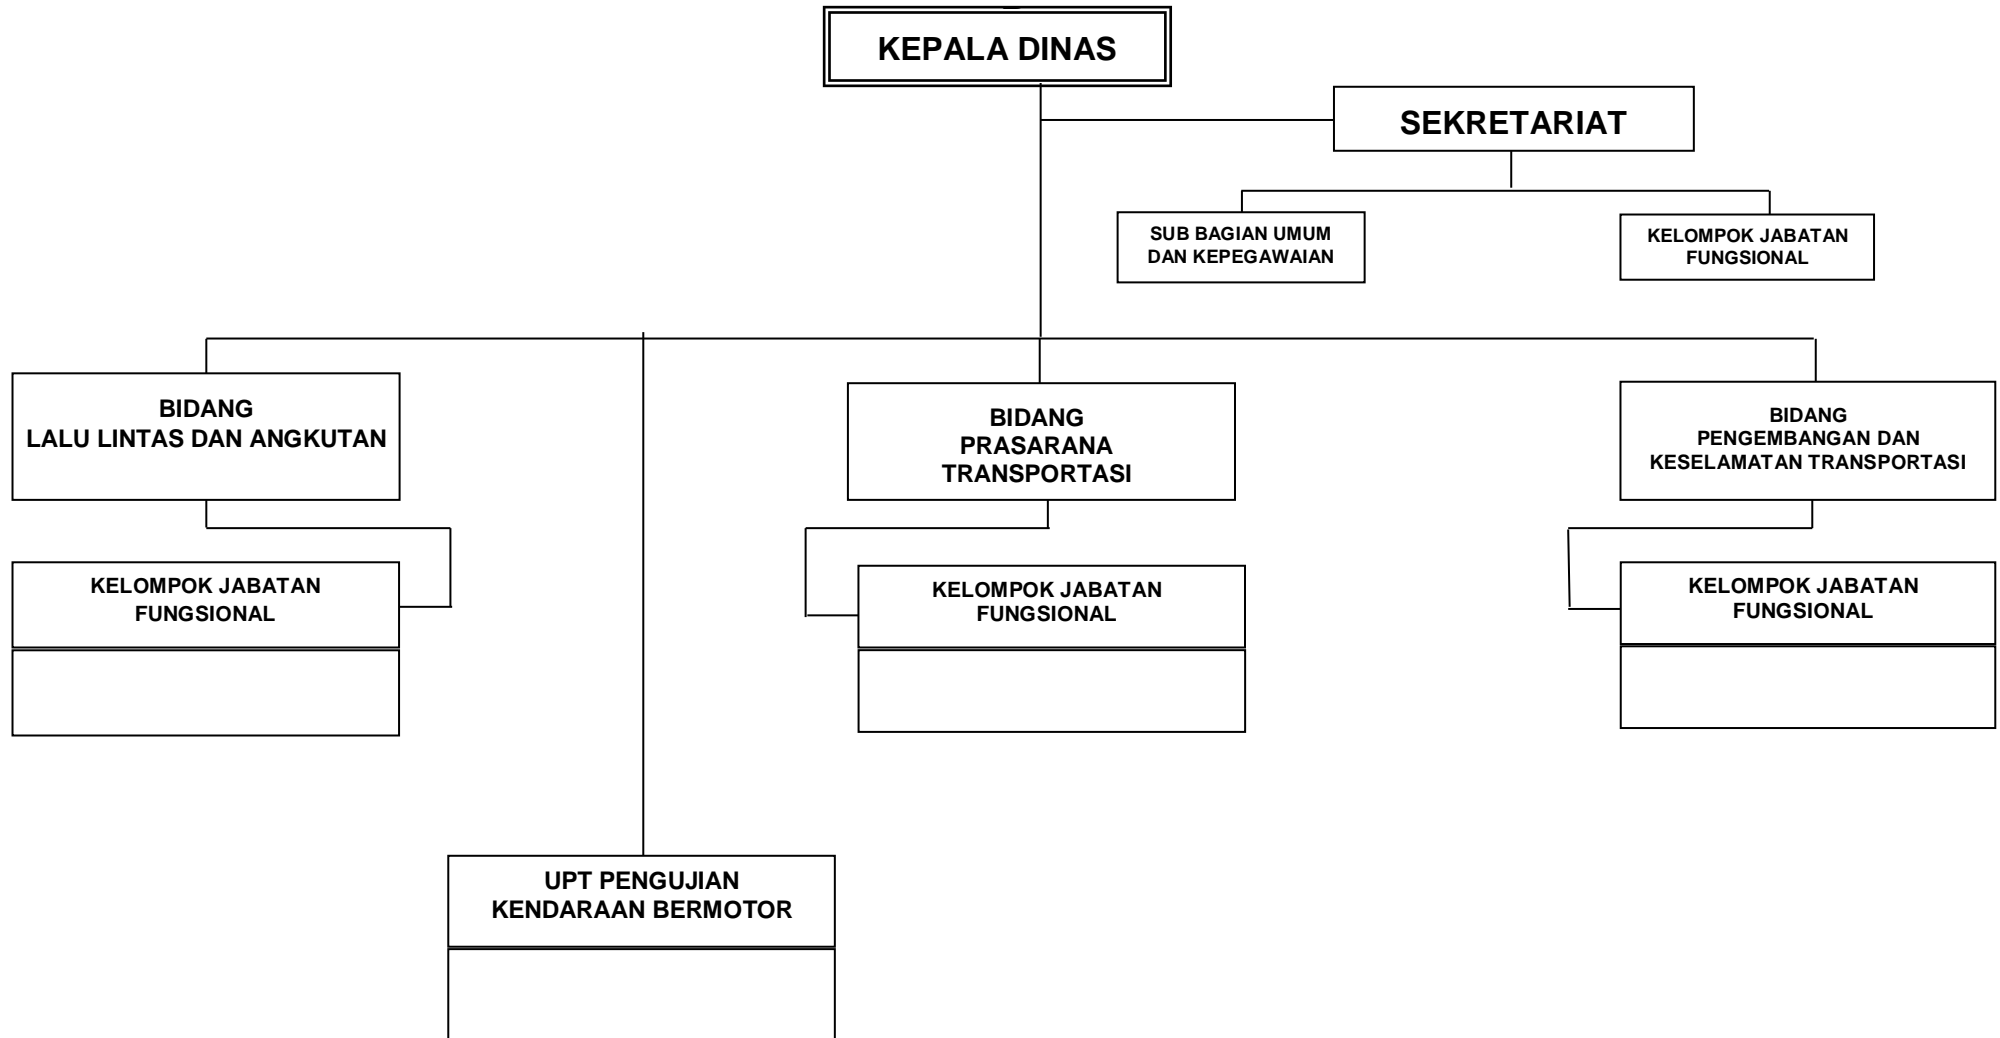 KEPALA DINAS
SEKRETARIAT
SUB BAGIAN UMUM
DAN KEPEGAWAIAN
KELOMPOK JABATAN
FUNGSIONAL
BIDANG
LALU LINTAS DAN ANGKUTAN
BIDANG
PRASARANA
TRANSPORTASI
BIDANG
PENGEMBANGAN DAN
KESELAMATAN TRANSPORTASI
KELOMPOK JABATAN
FUNGSIONAL
KELOMPOK JABATAN
FUNGSIONAL
KELOMPOK JABATAN
FUNGSIONAL
UPT PENGUJIAN
KENDARAAN BERMOTOR